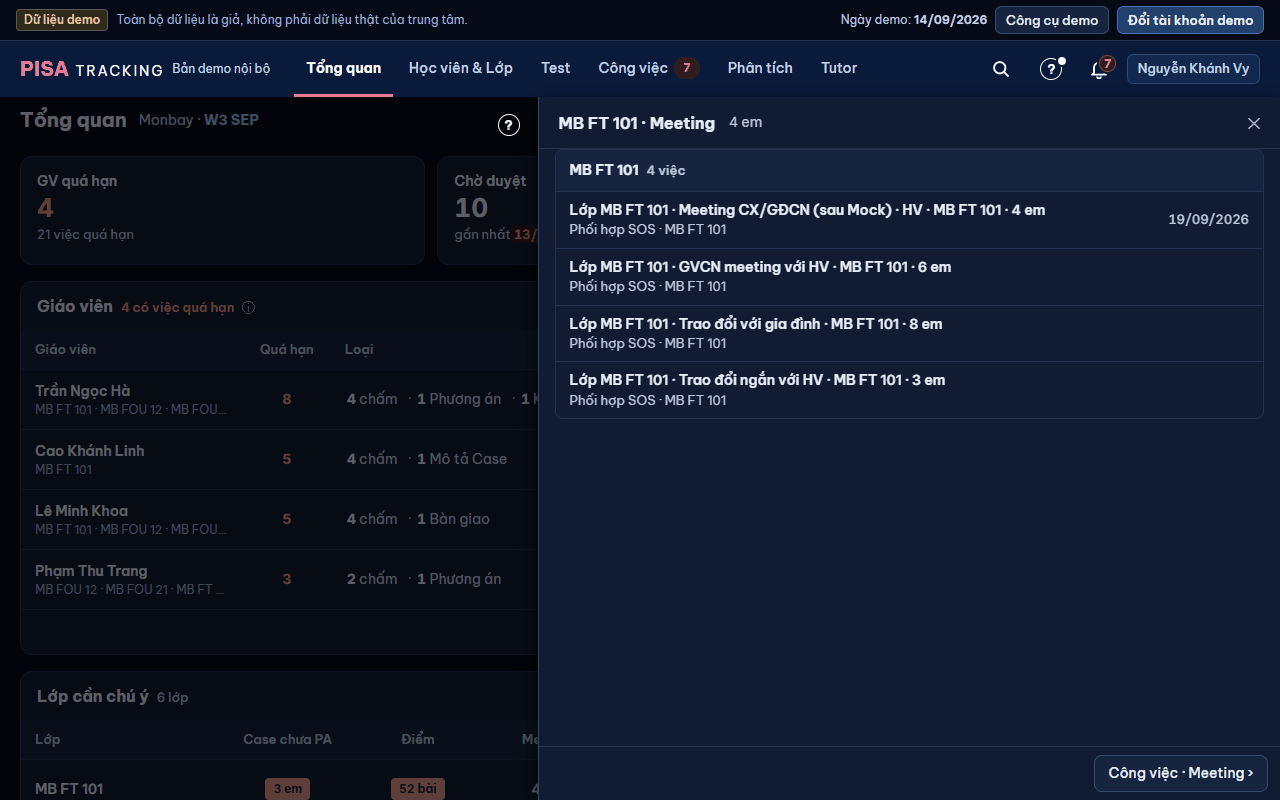 Dữ liệu demo Toàn bộ dữ liệu là giả, không phải dữ liệu thật của trung tâm.
Ngày demo: 14/09/2026 Công cụ demo Đổi tài khoản demo
PISA TRACKING Bản demo nội bộ Tổng quan Học viên & Lớp Test Công việc 7 Phân tích Tutor ? 7 Nguyễn Khánh Vy
Tổng quan Monbay · W3 SEP ?
GV quá hạn
4
21 việc quá hạn
Chờ duyệt
10
gần nhất 13/
Giáo viên 4 có việc quá hạn
Giáo viên Quá hạn Loại
Trần Ngọc Hà
MB FT 101 · MB FOU 12 · MB FOU...
8 4 chấm · 1 Phương án · 1
Cao Khánh Linh
MB FT 101
5 4 chấm · 1 Mô tả Case
Lê Minh Khoa
MB FT 101 · MB FOU 12 · MB FOU...
5 4 chấm · 1 Bàn giao
Phạm Thu Trang
MB FOU 12 · MB FOU 21 · MB FT ...
3 2 chấm · 1 Phương án
Lớp cần chú ý 6 lớp
Lớp Case chưa PA Điểm
MB FT 101 3 em 52 bài
MB FT 101 · Meeting 4 em
MB FT 101 4 việc
Lớp MB FT 101 · Meeting CX/GĐCN (sau Mock) · HV · MB FT 101 · 4 em
Phối hợp SOS · MB FT 101
19/09/2026
Lớp MB FT 101 · GVCN meeting với HV · MB FT 101 · 6 em
Phối hợp SOS · MB FT 101
Lớp MB FT 101 · Trao đổi với gia đình · MB FT 101 · 8 em
Phối hợp SOS · MB FT 101
Lớp MB FT 101 · Trao đổi ngắn với HV · MB FT 101 · 3 em
Phối hợp SOS · MB FT 101
Công việc · Meeting ›